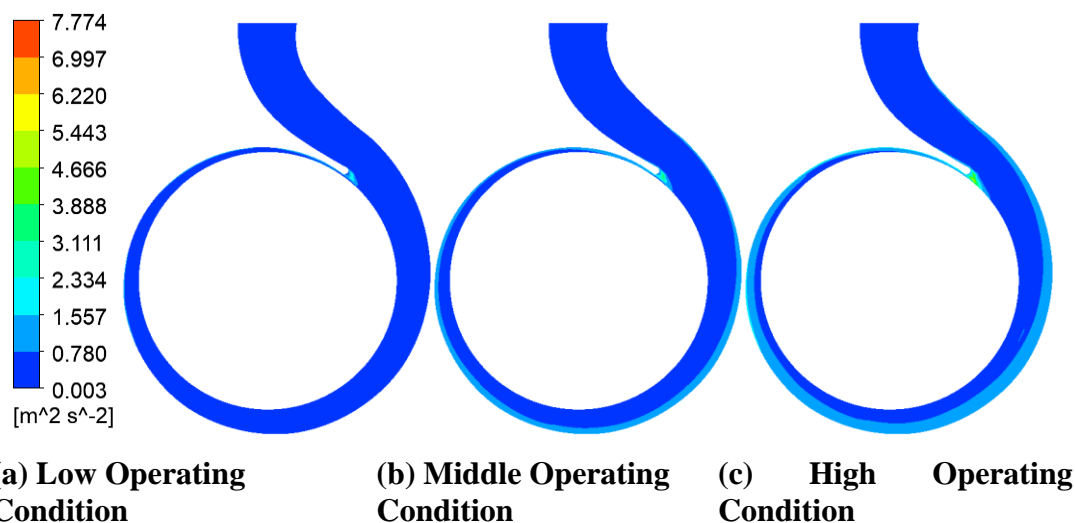 7.774
6.997
6.220
5.443
4.666
3.888
3.111
2.334
1.557
0.780
0.003
[m^2 s^-2]
(a) Low Operating
Condition
(b) Middle Operating
Condition
(c) High Operating
Condition